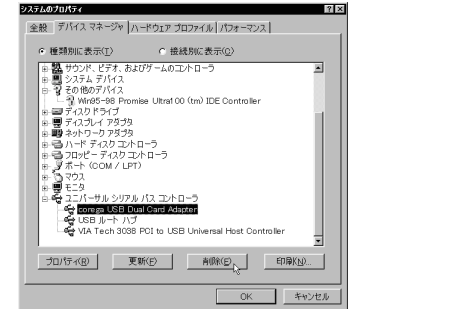 システムのプロパティ
全般 デバイス マネージャ ハードウェア プロファイル パフォーマンス
種類別に表示(T) 接続別に表示(C)
サウンド、ビデオ、およびゲームのコントローラ
システム デバイス
その他のデバイス
Win95-98 Promise Ultra100 (tm) IDE Controller
ディスク ドライブ
ディスプレイ アダプタ
ネットワーク アダプタ
ハード ディスク コントローラ
フロッピー ディスク コントローラ
ポート (COM / LPT)
マウス
モニタ
ユニバーサル シリアル バス コントローラ
corega USB Dual Card Adapter
USB ルート ハブ
VIA Tech 3038 PCI to USB Universal Host Controller
プロパティ(R) 更新(F) 削除(E) 印刷(N)...
OK キャンセル